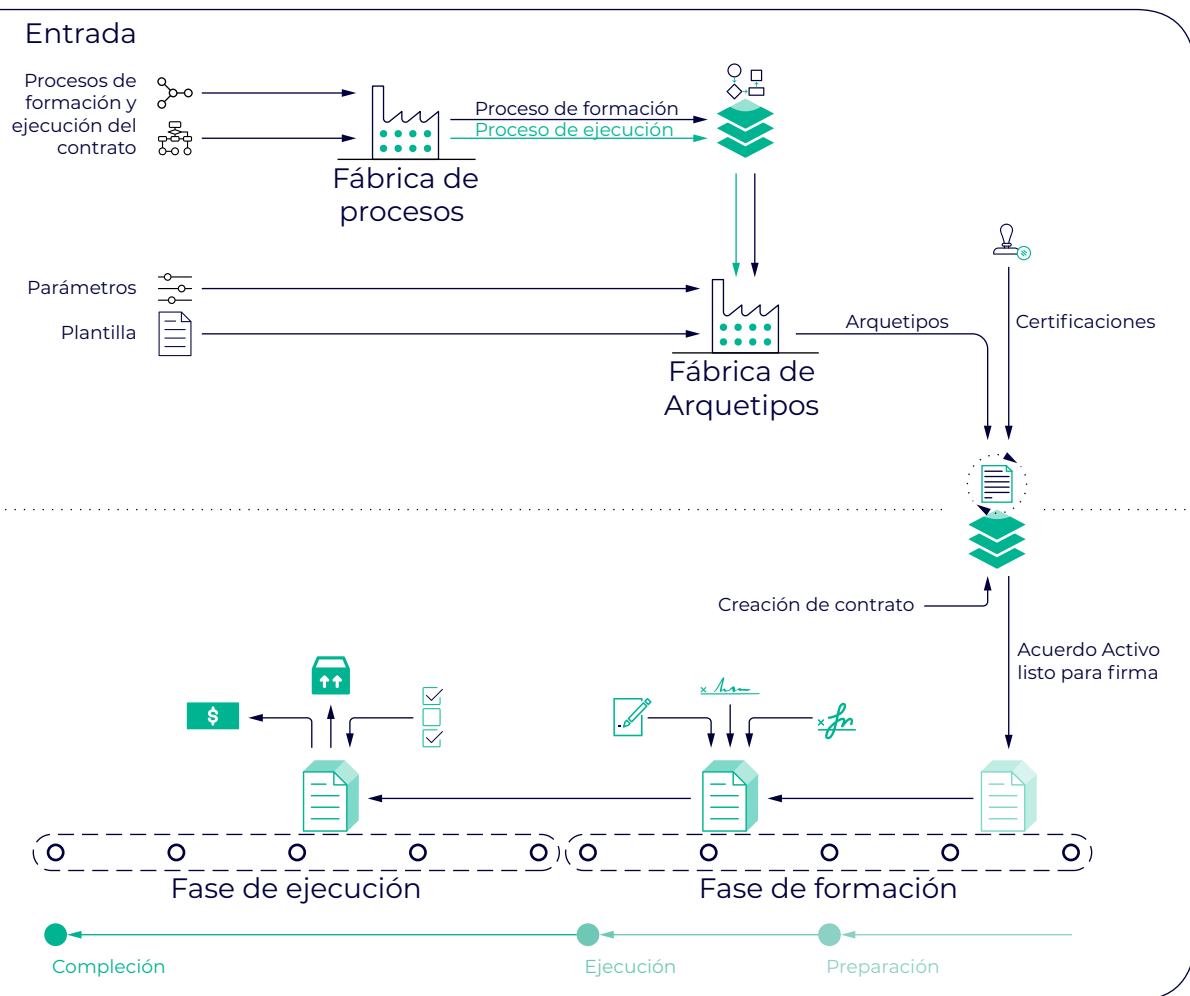 Entrada
Procesos de
formación y
ejecución del
contrato
Proceso de formación
Proceso de ejecución
Fábrica de
procesos
Parámetros
Plantilla
Arquetipos
Certificaciones
Fábrica de
Arquetipos
Creación de contrato
Acuerdo Activo
listo para firma
$
Fase de ejecución
Fase de formación
Compleción
Ejecución
Preparación